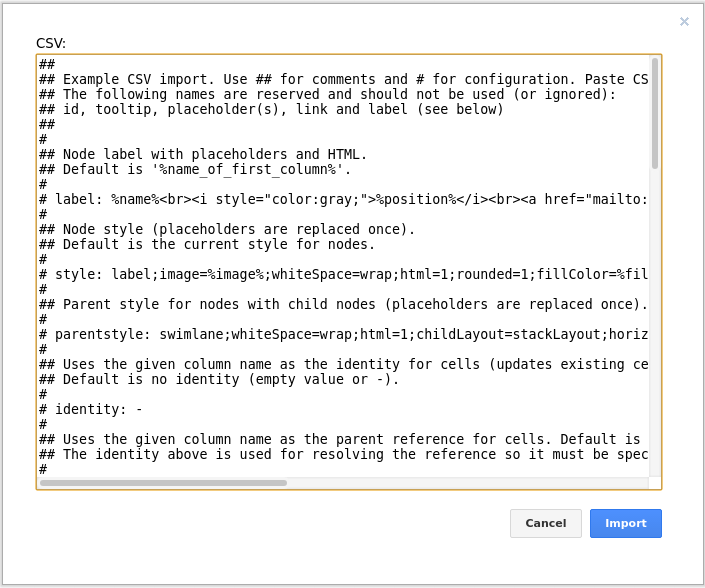 ×
CSV:
##
## Example CSV import. Use ## for comments and # for configuration. Paste CS
## The following names are reserved and should not be used (or ignored):
## id, tooltip, placeholder(s), link and label (see below)
##
#
## Node label with placeholders and HTML.
## Default is '%name_of_first_column%'.
#
# label: %name%<br><i style="color:gray;">%position%</i><br><a href="mailto:
#
## Node style (placeholders are replaced once).
## Default is the current style for nodes.
#
# style: label;image=%image%;whiteSpace=wrap;html=1;rounded=1;fillColor=%fil
#
## Parent style for nodes with child nodes (placeholders are replaced once).
#
# parentstyle: swimlane;whiteSpace=wrap;html=1;childLayout=stackLayout;horiz
#
## Uses the given column name as the identity for cells (updates existing ce
## Default is no identity (empty value or -).
#
# identity: -
#
## Uses the given column name as the parent reference for cells. Default is
## The identity above is used for resolving the reference so it must be spec
#
Cancel
Import